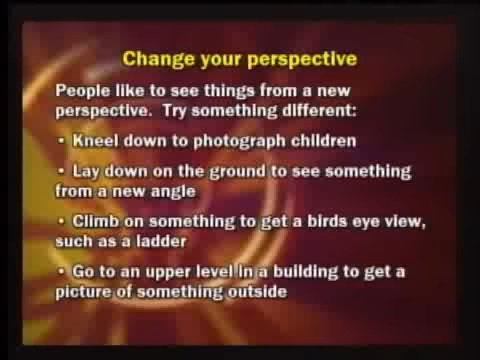 Change your perspective
People like to see things from a new
perspective.  Try something different:
• Kneel down to photograph children
• Lay down on the ground to see something
from a new angle
• Climb on something to get a birds eye view,
such as a ladder
• Go to an upper level in a building to get a
picture of something outside